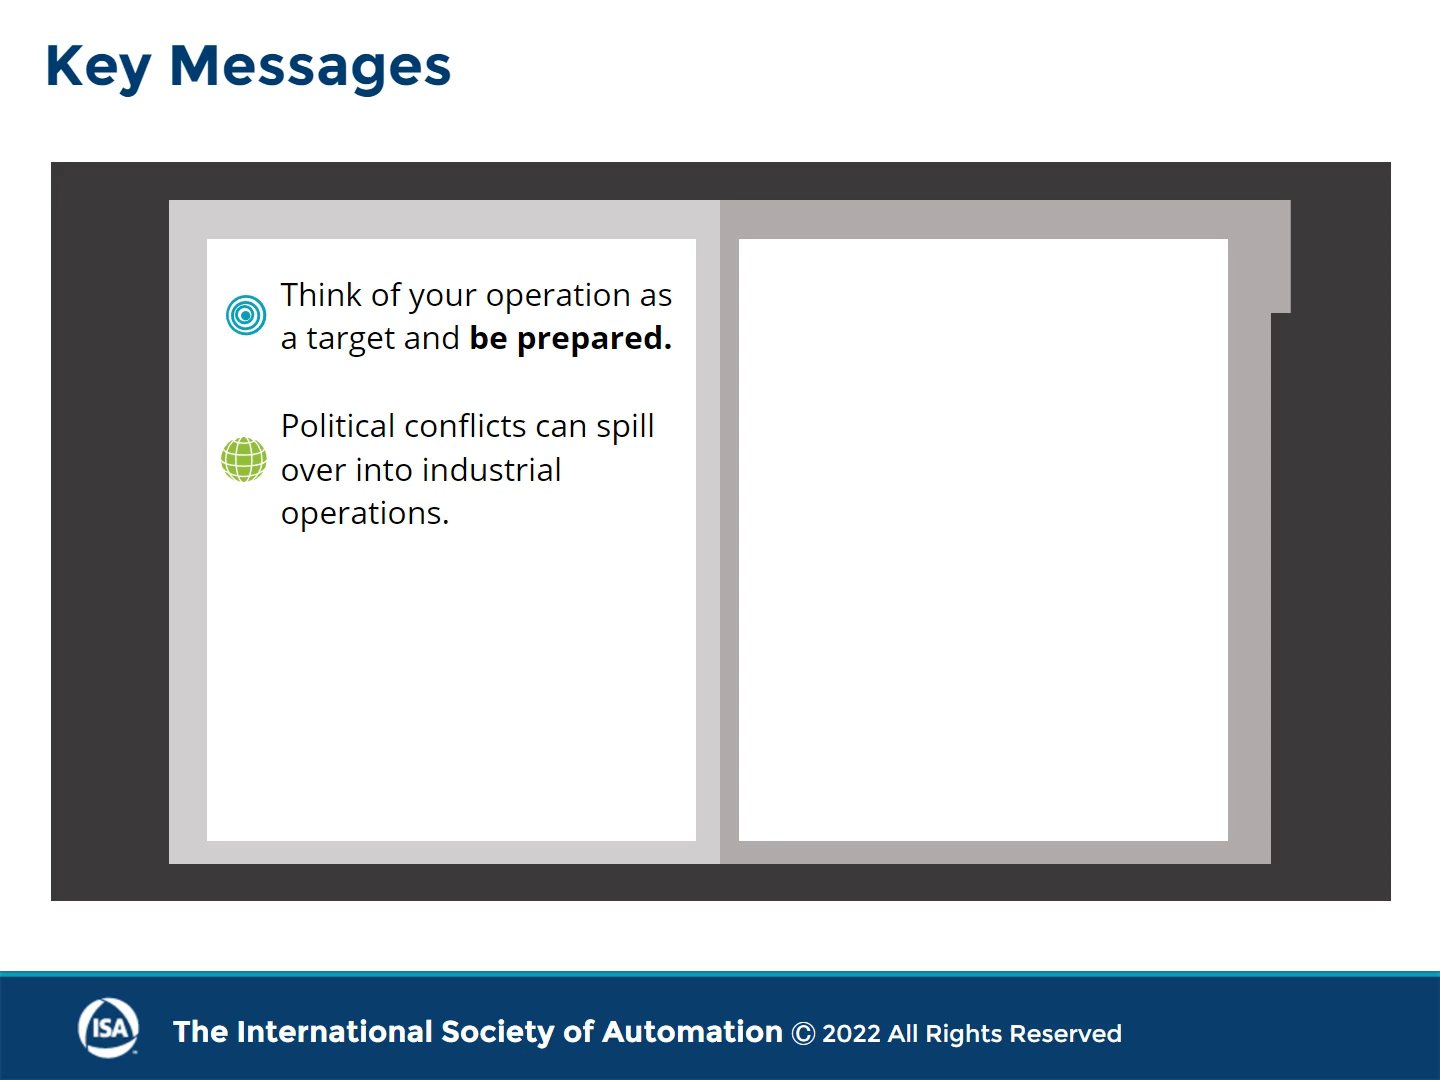 Key Messages
Think of your operation as
a target and be prepared.
Political conflicts can spill
over into industrial
operations.
ISA
The International Society of Automation © 2022 All Rights Reserved